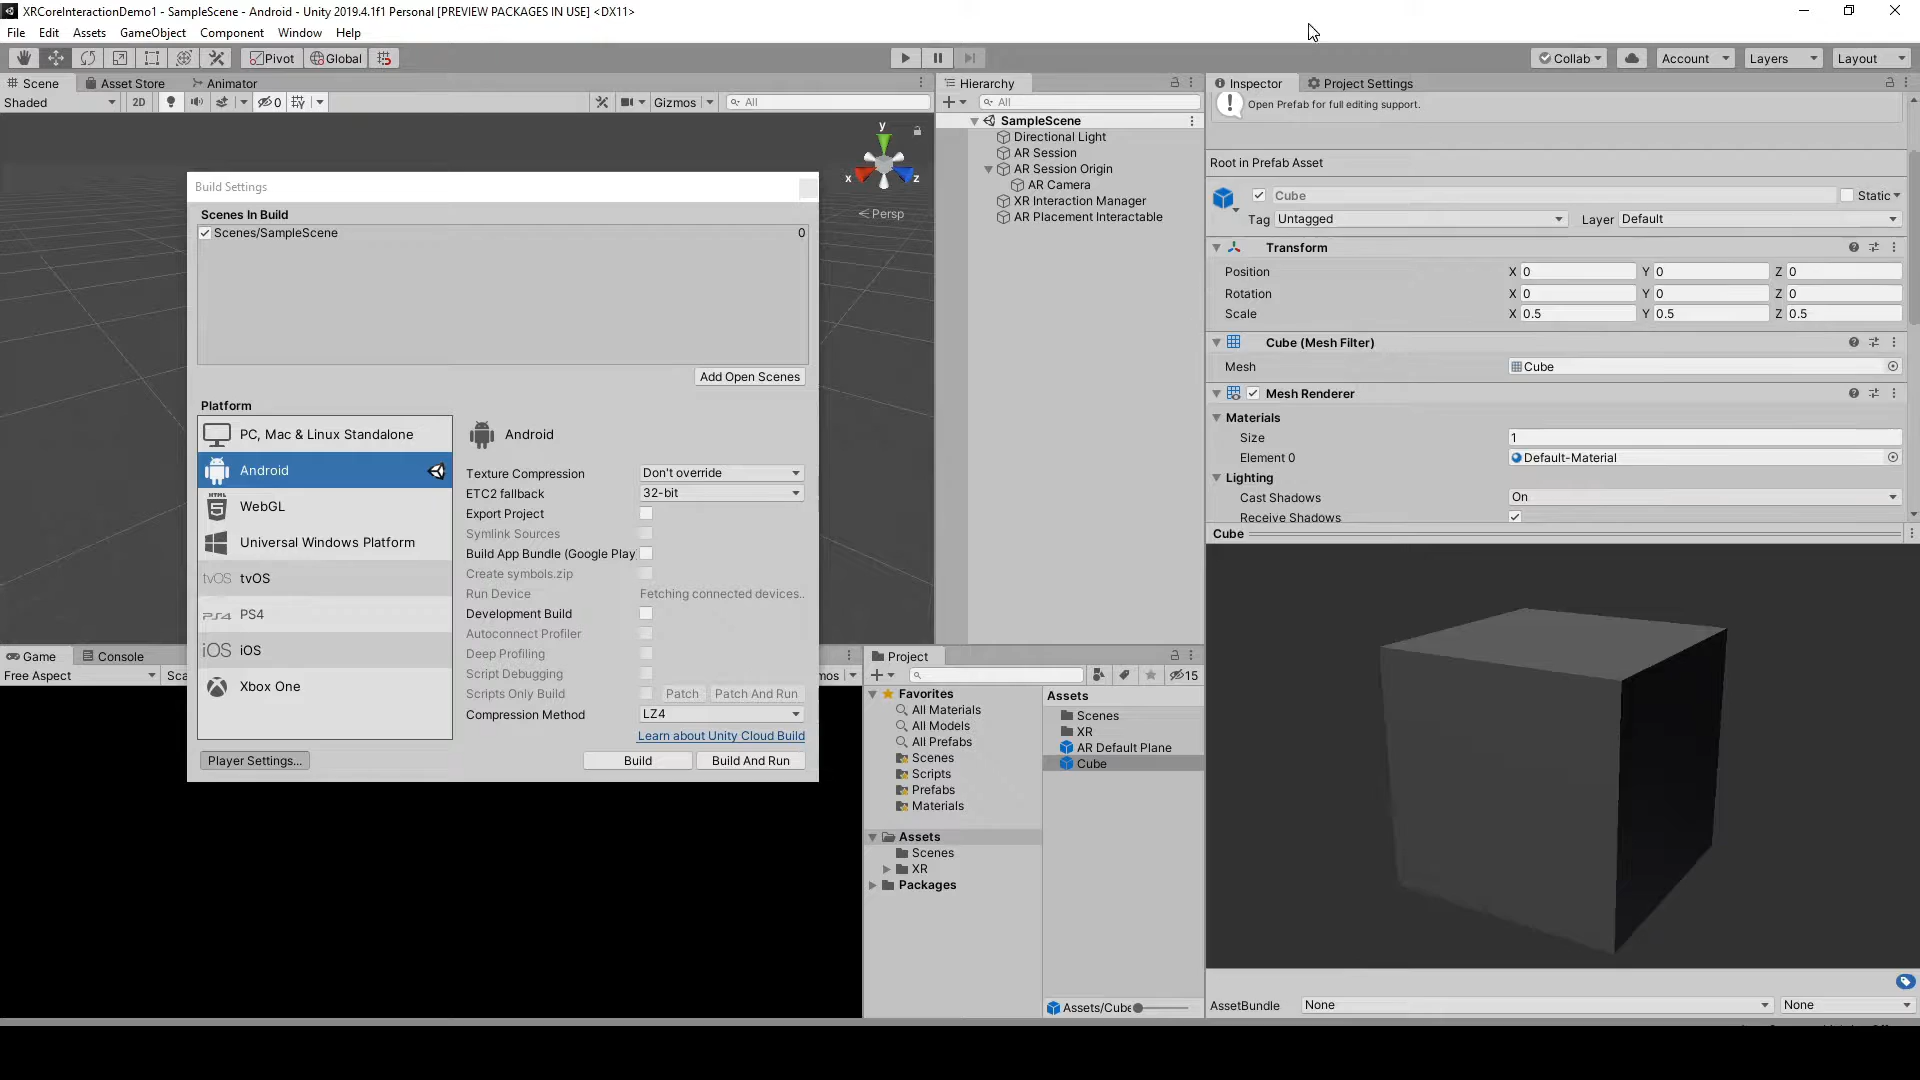 XRCoreInteractionDemo1 - SampleScene - Android - Unity 2019.4.1f1 Personal [PREVIEW PACKAGES IN USE] <DX11>
File Edit Assets GameObject Component Window Help
Pivot Global Collab Account Layers Layout
Scene Asset Store Animator
Shaded 2D 0 Gizmos All
y
x
z
Persp
Build Settings
Scenes In Build
Scenes/SampleScene 0
Add Open Scenes
Platform
PC, Mac & Linux Standalone
Android
WebGL
Universal Windows Platform
tvOS tvOS
PS4 PS4
iOS iOS
Xbox One
Player Settings...
Android
Texture Compression Don't override
ETC2 fallback 32-bit
Export Project
Symlink Sources
Build App Bundle (Google Play
Create symbols.zip
Run Device Fetching connected devices..
Development Build
Autoconnect Profiler
Deep Profiling
Script Debugging
Scripts Only Build Patch Patch And Run
Compression Method LZ4
Learn about Unity Cloud Build
Build Build And Run
Game Console
Free Aspect Sca mos
Hierarchy
All
SampleScene
Directional Light
AR Session
AR Session Origin
AR Camera
XR Interaction Manager
AR Placement Interactable
Project
15
Favorites
All Materials
All Models
All Prefabs
Scenes
Scripts
Prefabs
Materials
Assets
Scenes
XR
Packages
Assets
Scenes
XR
AR Default Plane
Cube
Assets/Cube
Inspector Project Settings
Open Prefab for full editing support.
Root in Prefab Asset
Cube Static
Tag Untagged Layer Default
Transform
Position X 0 Y 0 Z 0
Rotation X 0 Y 0 Z 0
Scale X 0.5 Y 0.5 Z 0.5
Cube (Mesh Filter)
Mesh Cube
Mesh Renderer
Materials
Size 1
Element 0 Default-Material
Lighting
Cast Shadows On
Receive Shadows
Cube
AssetBundle None None